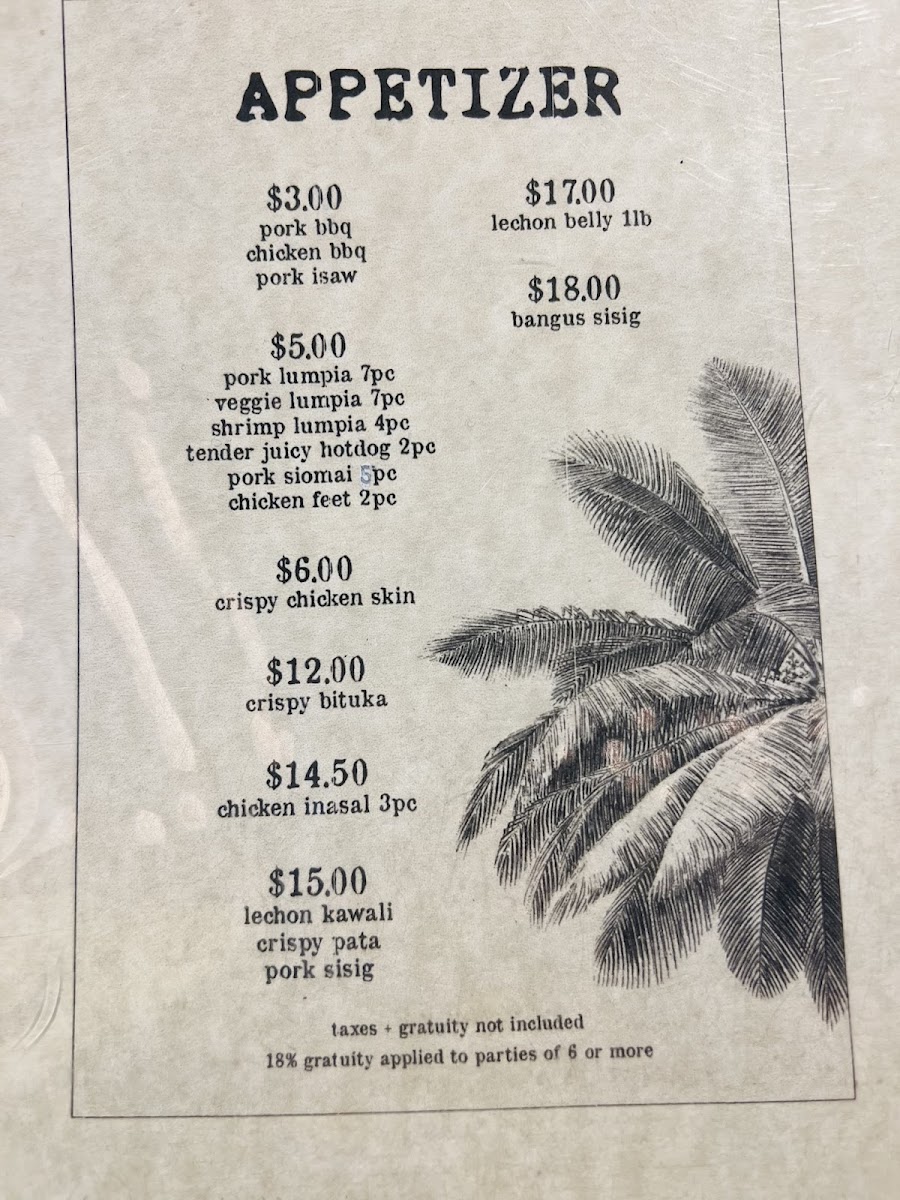 APPETIZER
$3.00
pork bbq
chicken bbq
pork isaw
$5.00
pork lumpia 7pc
veggie lumpia 7pc
shrimp lumpia 4pc
tender juicy hotdog 2pc
pork siomai 5pc
chicken feet 2pc
$6.00
crispy chicken skin
$12.00
crispy bituka
$14.50
chicken inasal 3pc
$15.00
lechon kawali
crispy pata
pork sisig
$17.00
lechon belly 1lb
$18.00
bangus sisig
taxes + gratuity not included
18% gratuity applied to parties of 6 or more